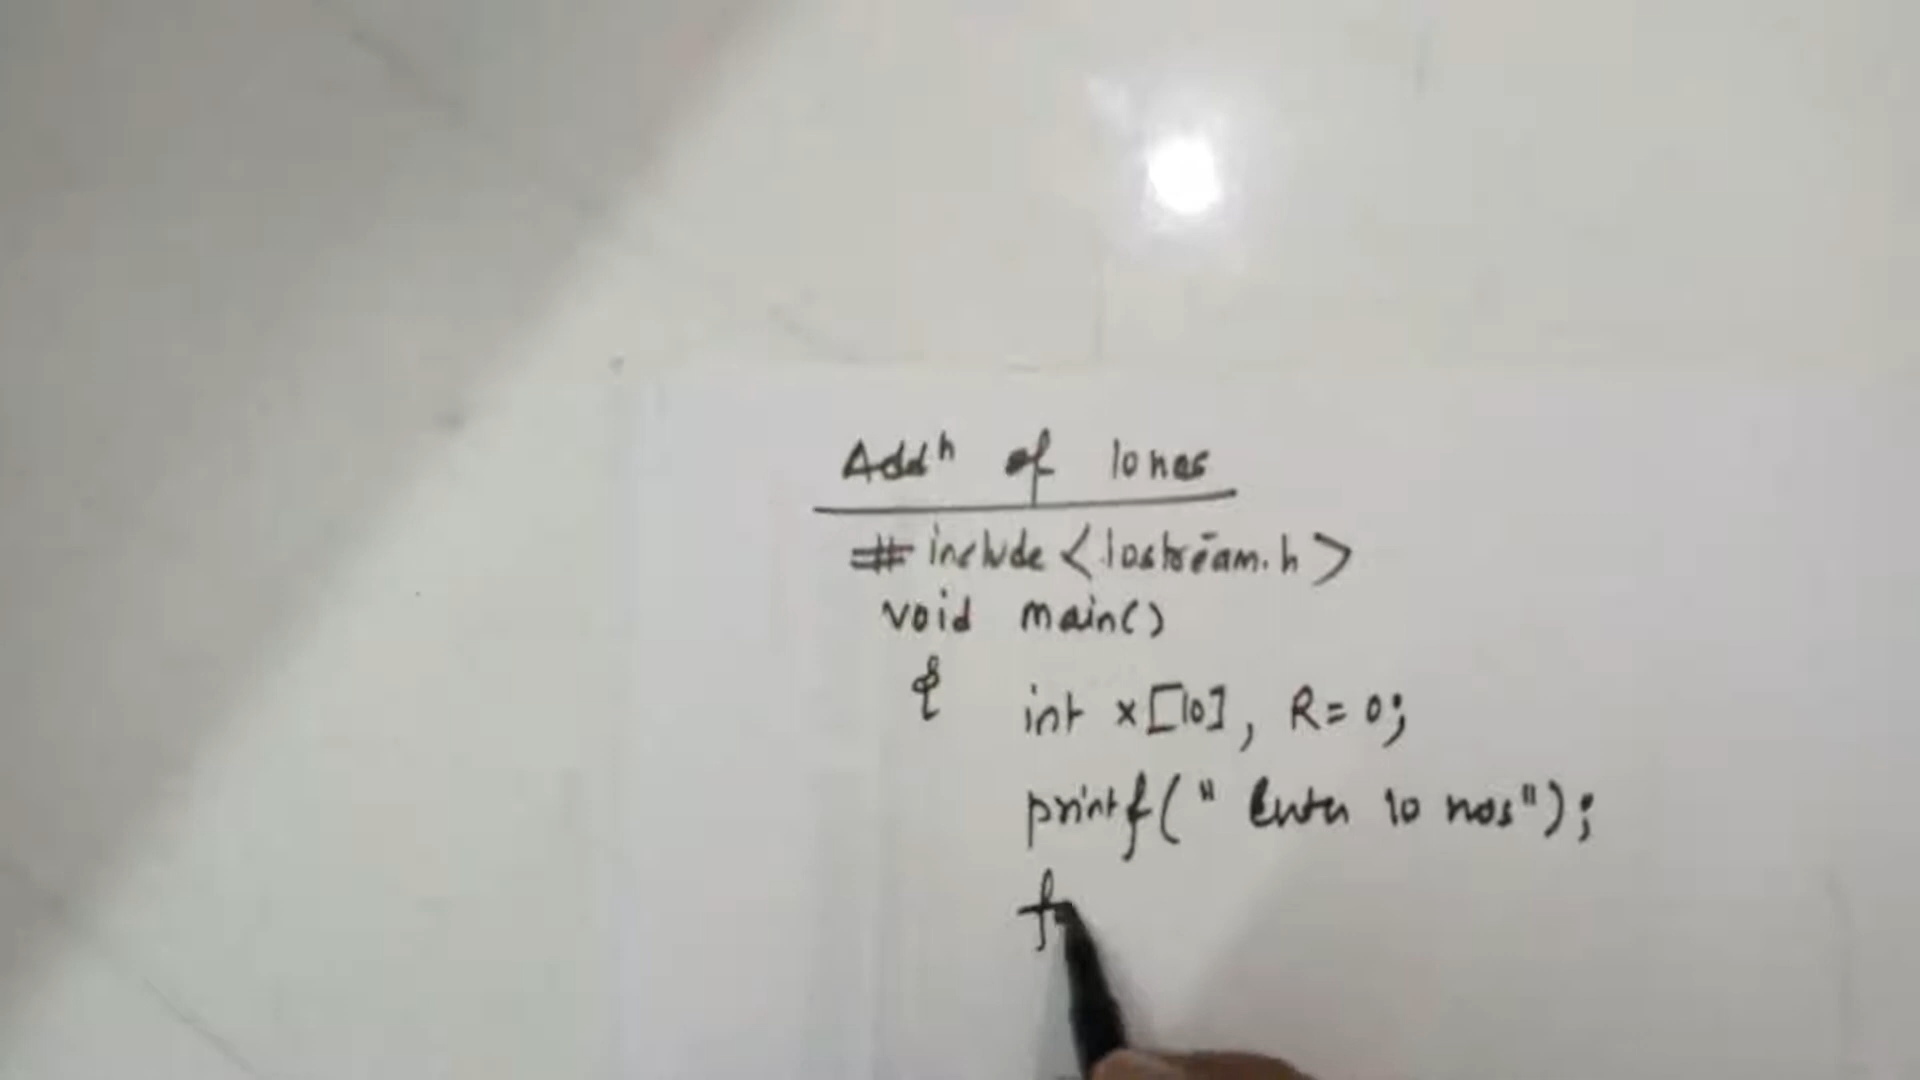 Addn of 10 nos
# include <iostream.h>
void main()
{ int x[10], R=0;
printf(" Enter 10 nos");
f